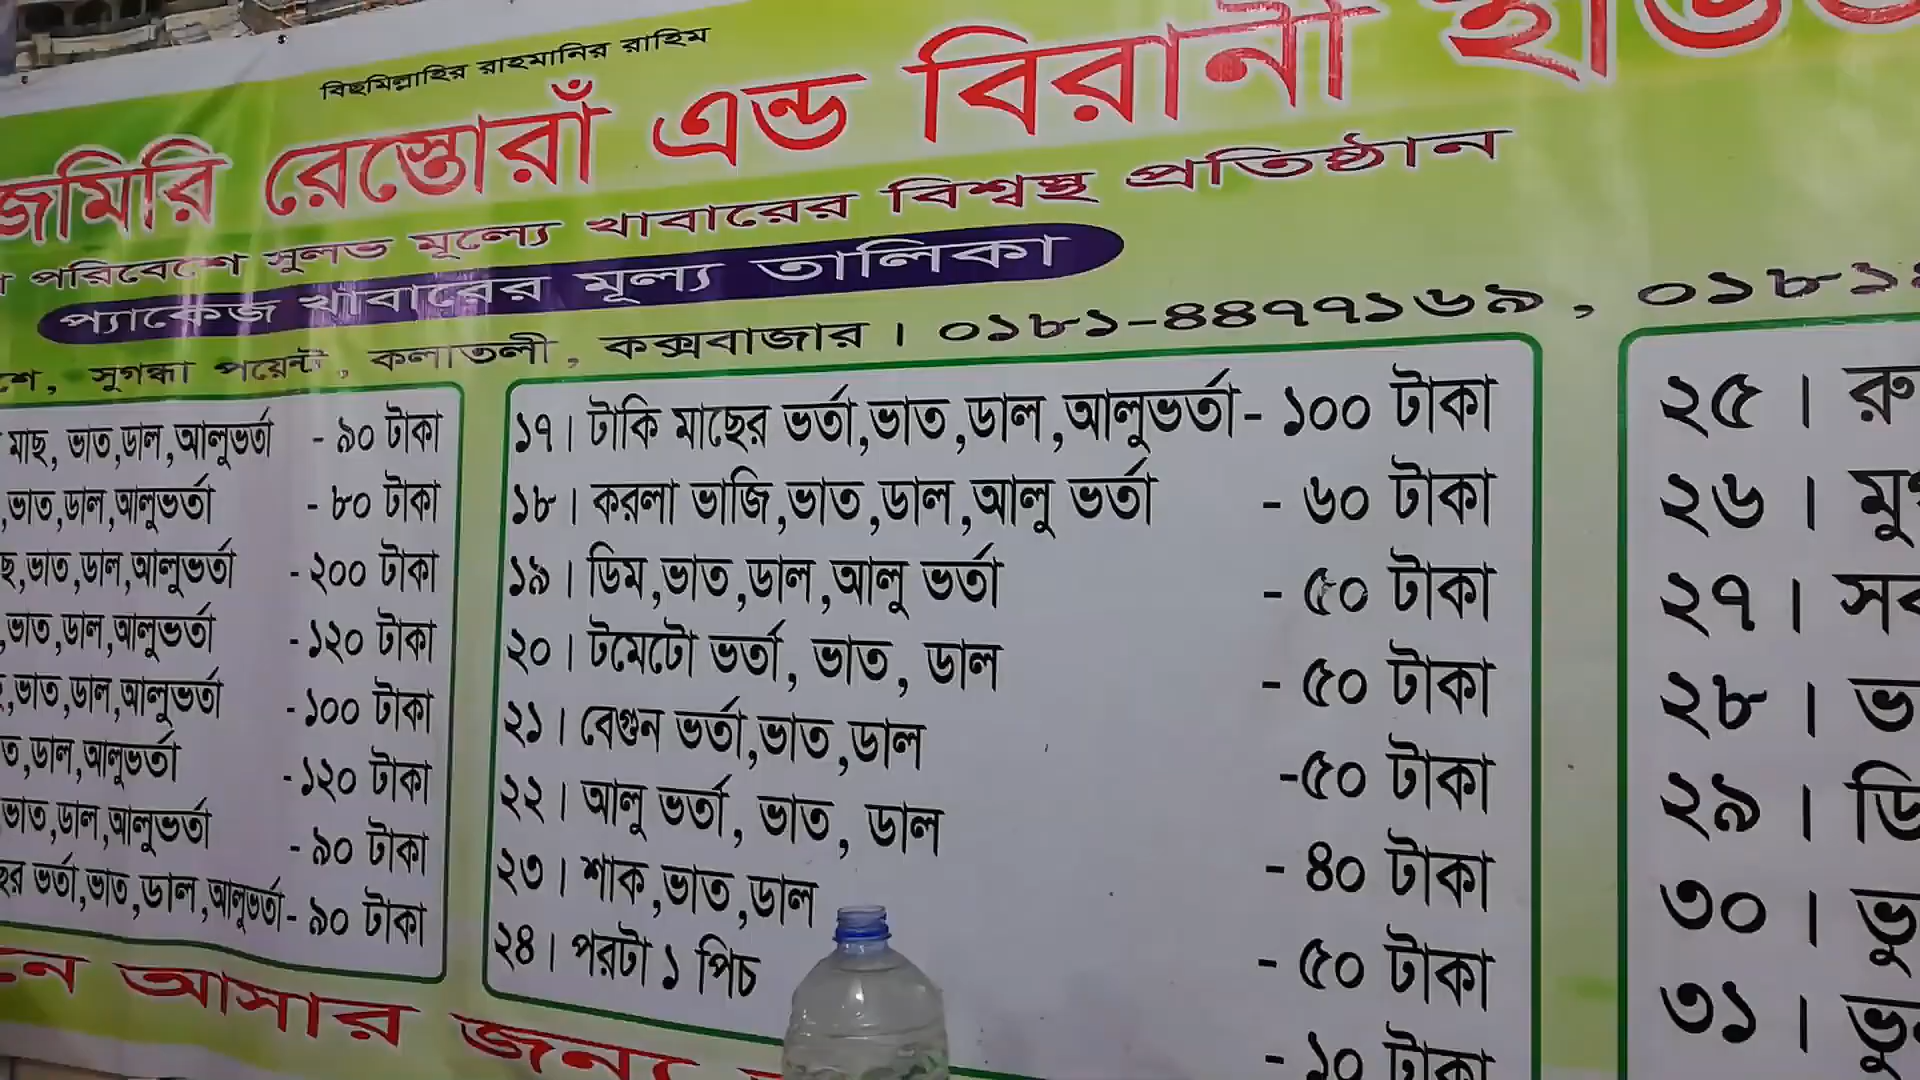 বিছমিল্লাহির রাহমানির রাহিম
জমিরি রেস্তোরাঁ এন্ড বিরানী হাউজ
পরিবেশে সুলভ মূল্যে খাবারের বিশ্বস্থ প্রতিষ্ঠান
প্যাকেজ খাবারের মূল্য তালিকা
সুগন্ধা পয়েন্ট, কলাতলী, কক্সবাজার। ০১৮১-৪৪৭৭১৬৯,
মাছ, ভাত,ডাল,আলুভর্তা - ৯০ টাকা
,ভাত,ডাল,আলুভর্তা - ৮০ টাকা
,ভাত,ডাল,আলুভর্তা - ২০০ টাকা
,ভাত,ডাল,আলুভর্তা - ১২০ টাকা
,ভাত,ডাল,আলুভর্তা - ১০০ টাকা
,ডাল,আলুভর্তা - ১২০ টাকা
ভাত,ডাল,আলুভর্তা - ৯০ টাকা
ভর্তা,ভাত,ডাল,আলুভর্তা- ৯০ টাকা
১৭। টাকি মাছের ভর্তা,ভাত,ডাল,আলুভর্তা- ১০০ টাকা
১৮। করলা ভাজি,ভাত,ডাল,আলু ভর্তা - ৬০ টাকা
১৯। ডিম,ভাত,ডাল,আলু ভর্তা - ৫০ টাকা
২০। টমেটো ভর্তা, ভাত, ডাল - ৫০ টাকা
২১। বেগুন ভর্তা,ভাত,ডাল -৫০ টাকা
২২। আলু ভর্তা, ভাত, ডাল - ৪০ টাকা
২৩। শাক,ভাত,ডাল - ৫০ টাকা
২৪। পরটা ১ পিচ - ১০ টাকা
২৫।
২৬।
২৭।
২৮।
২৯।
৩০।
৩১।
আসার জন্য